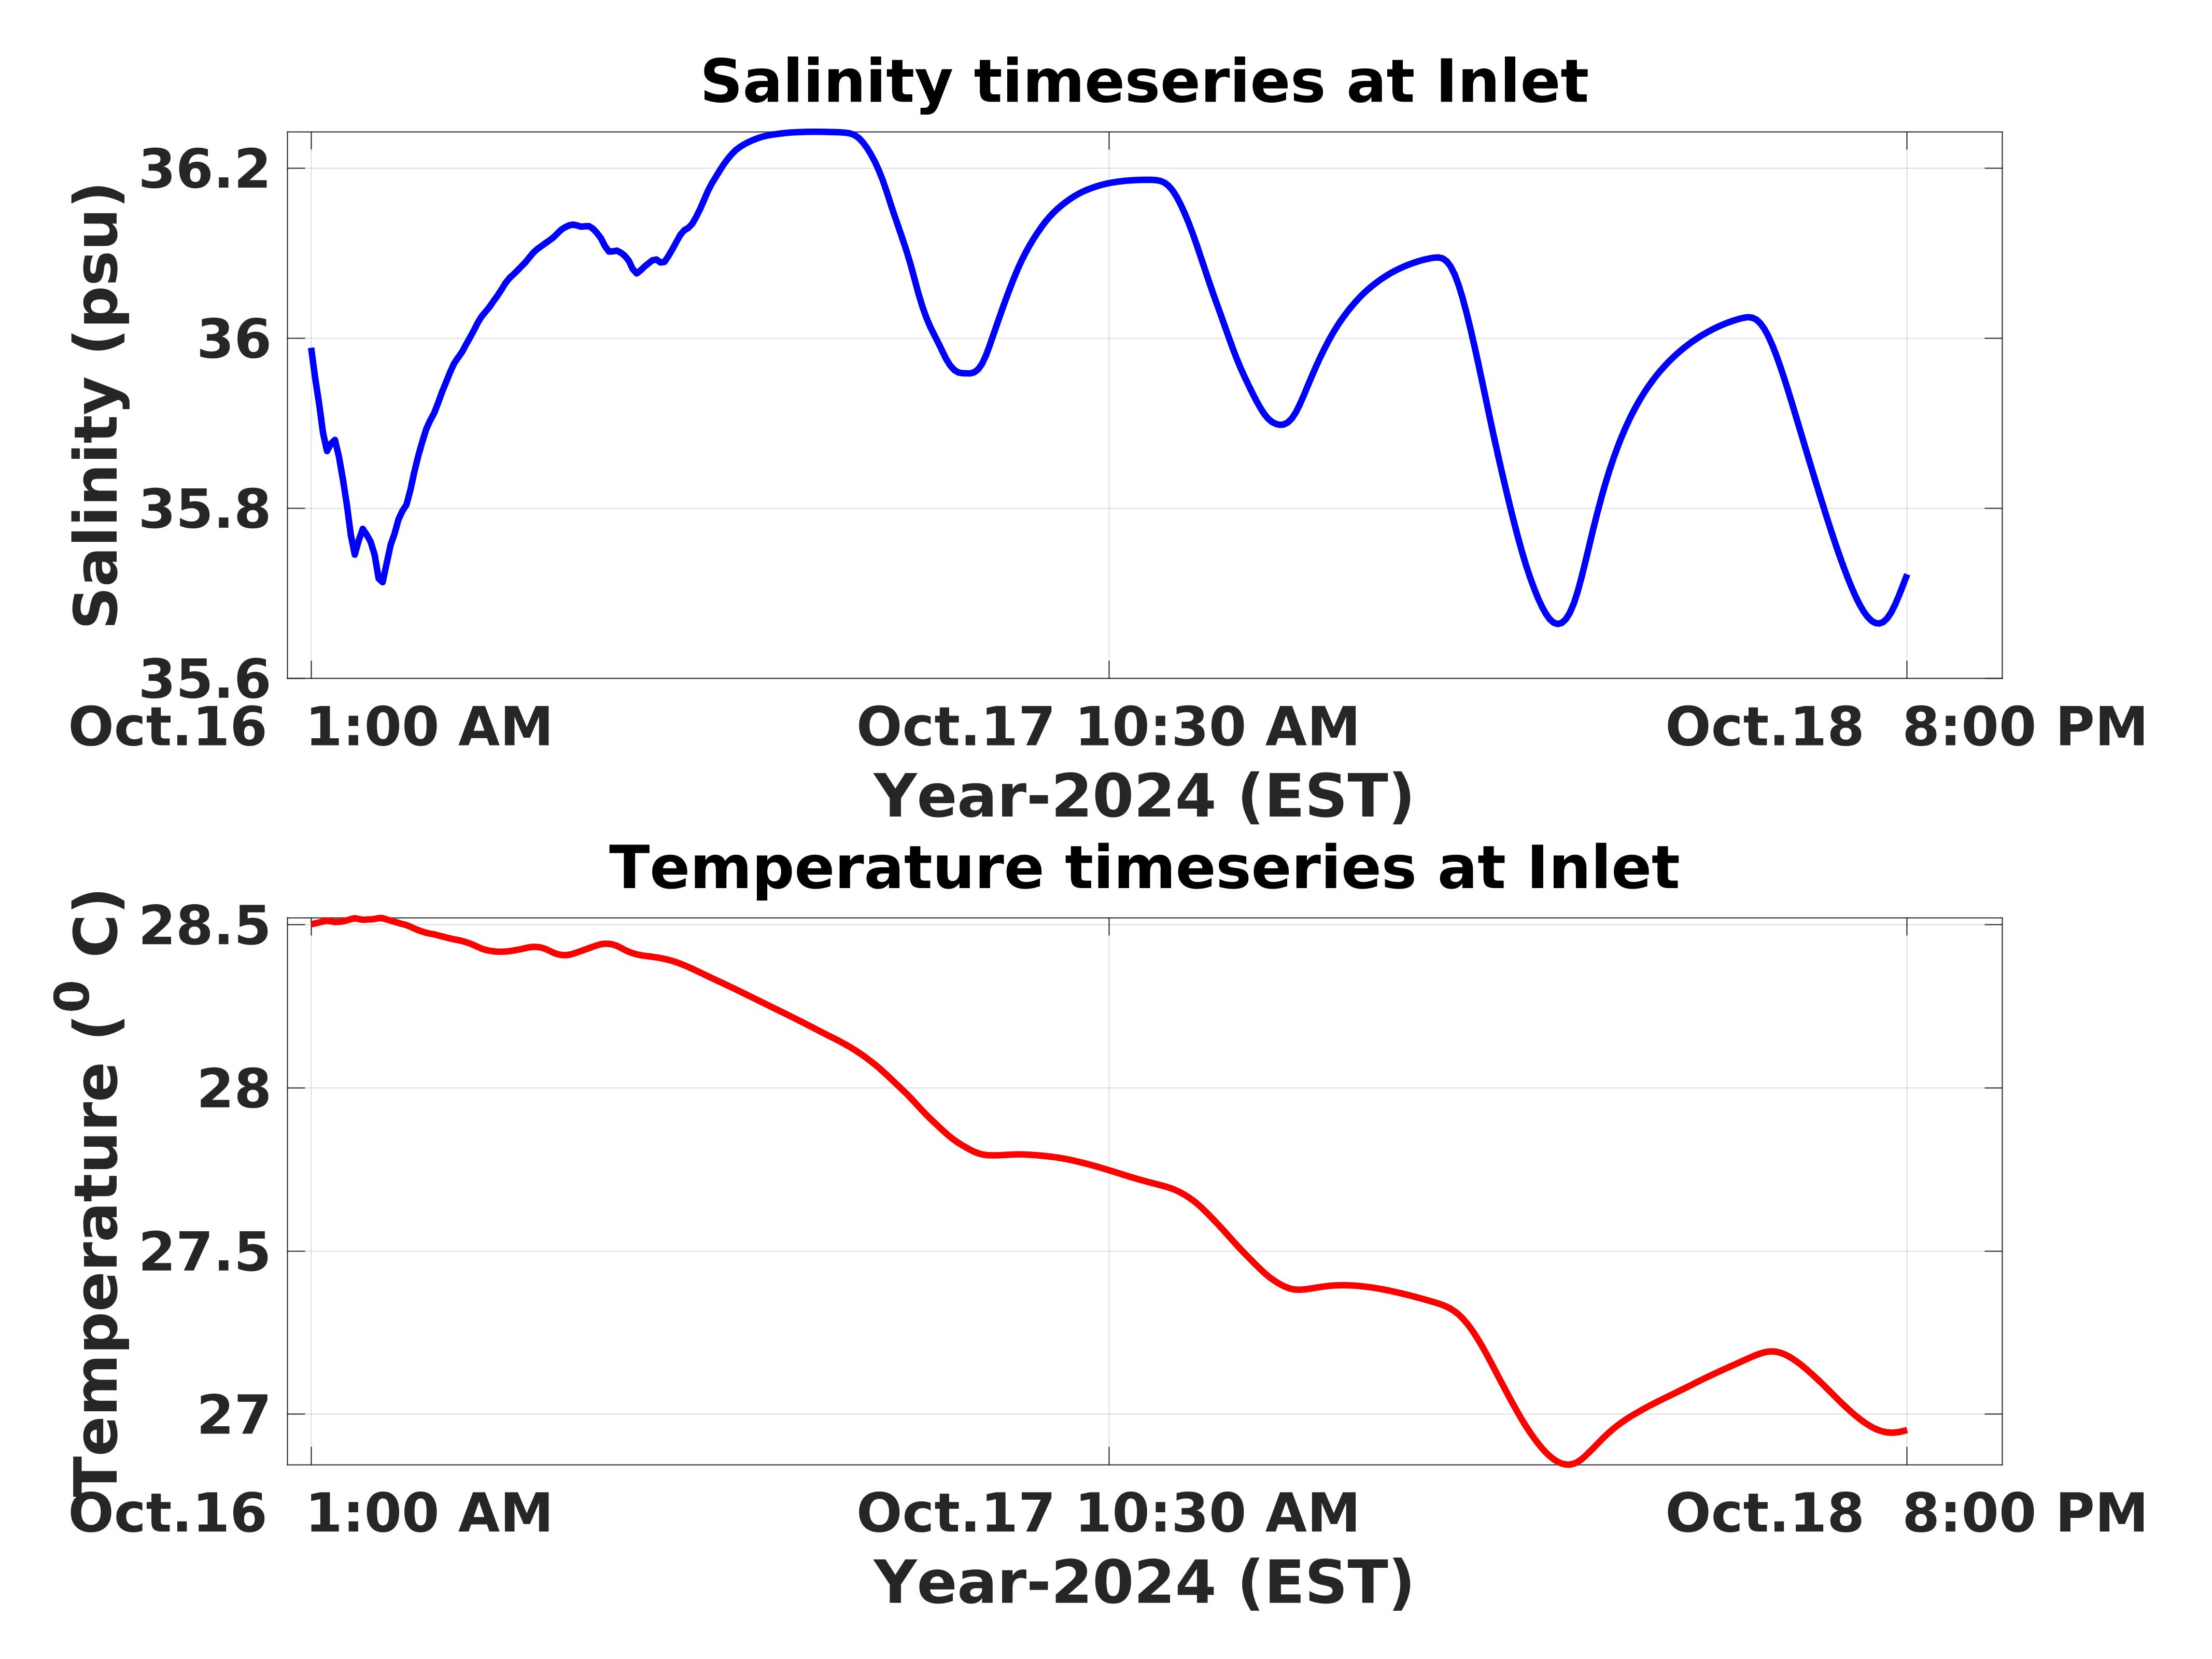 Salinity timeseries at Inlet
Salinity (psu)
36.2
36
35.8
35.6
Oct.16  1:00 AM
Oct.17 10:30 AM
Oct.18  8:00 PM
Year-2024 (EST)
Temperature timeseries at Inlet
Temperature (⁰ C)
28.5
28
27.5
27
Oct.16  1:00 AM
Oct.17 10:30 AM
Oct.18  8:00 PM
Year-2024 (EST)